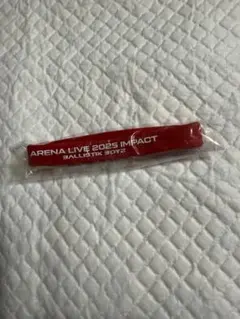 ARENA LIVE 2025 IMPACT
BALLISTIK BOYZ